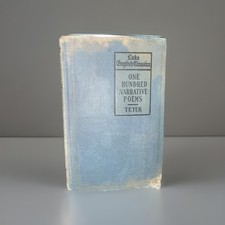 Lake
English Classics
ONE
HUNDRED
NARRATIVE
POEMS
TETER